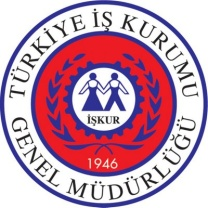 TÜRKİYE İŞ KURUMU
İŞKUR
1946
GENEL MÜDÜRLÜĞÜ